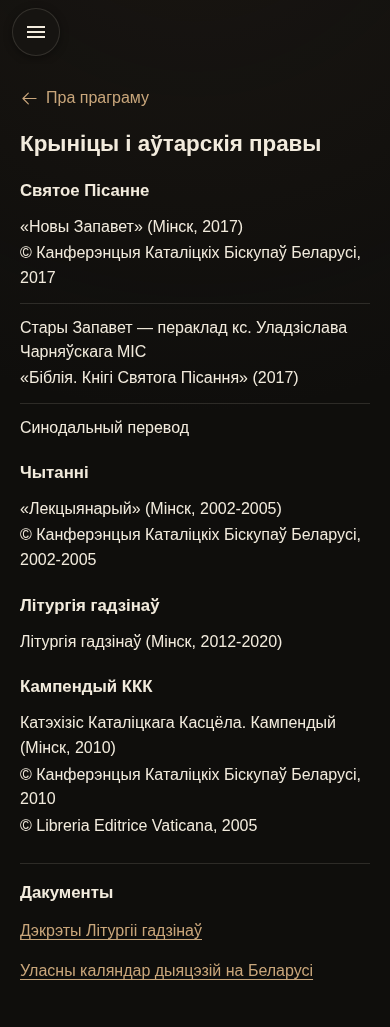 Пра праграму
Крыніцы і аўтарскія правы
Святое Пісанне
«Новы Запавет» (Мінск, 2017)
© Канферэнцыя Каталіцкіх Біскупаў Беларусі,
2017
Стары Запавет — пераклад кс. Уладзіслава
Чарняўскага МІС
«Біблія. Кнігі Святога Пісання» (2017)
Синодальный перевод
Чытанні
«Лекцыянарый» (Мінск, 2002-2005)
© Канферэнцыя Каталіцкіх Біскупаў Беларусі,
2002-2005
Літургія гадзінаў
Літургія гадзінаў (Мінск, 2012-2020)
Кампендый ККК
Катэхізіс Каталіцкага Касцёла. Кампендый
(Мінск, 2010)
© Канферэнцыя Каталіцкіх Біскупаў Беларусі,
2010
© Libreria Editrice Vaticana, 2005
Дакументы
Дэкрэты Літургіі гадзінаў
Уласны каляндар дыяцэзій на Беларусі